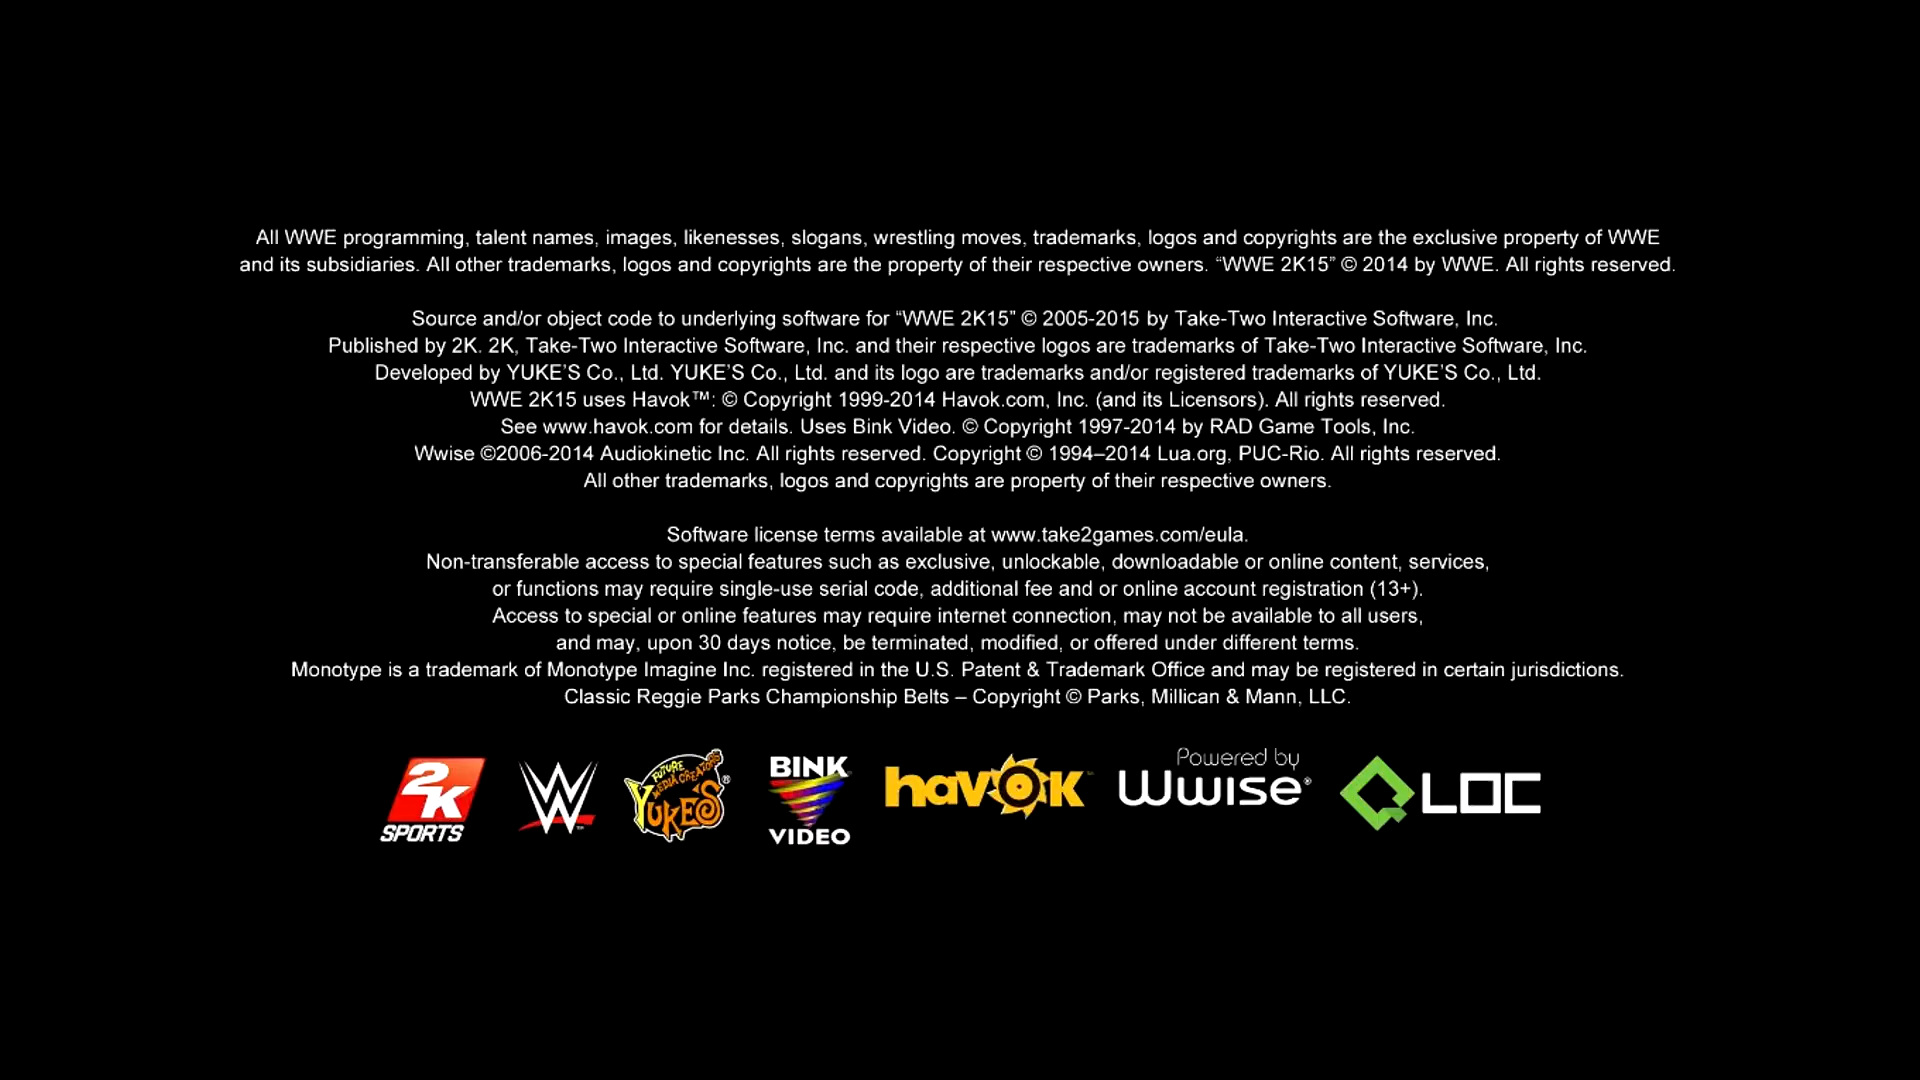 All WWE programming, talent names, images, likenesses, slogans, wrestling moves, trademarks, logos and copyrights are the exclusive property of WWE
and its subsidiaries. All other trademarks, logos and copyrights are the property of their respective owners. “WWE 2K15” © 2014 by WWE. All rights reserved.
Source and/or object code to underlying software for “WWE 2K15” © 2005-2015 by Take-Two Interactive Software, Inc.
Published by 2K. 2K, Take-Two Interactive Software, Inc. and their respective logos are trademarks of Take-Two Interactive Software, Inc.
Developed by YUKE’S Co., Ltd. YUKE’S Co., Ltd. and its logo are trademarks and/or registered trademarks of YUKE’S Co., Ltd.
WWE 2K15 uses Havok™: © Copyright 1999-2014 Havok.com, Inc. (and its Licensors). All rights reserved.
See www.havok.com for details. Uses Bink Video. © Copyright 1997-2014 by RAD Game Tools, Inc.
Wwise ©2006-2014 Audiokinetic Inc. All rights reserved. Copyright © 1994–2014 Lua.org, PUC-Rio. All rights reserved.
All other trademarks, logos and copyrights are property of their respective owners.
Software license terms available at www.take2games.com/eula.
Non-transferable access to special features such as exclusive, unlockable, downloadable or online content, services,
or functions may require single-use serial code, additional fee and or online account registration (13+).
Access to special or online features may require internet connection, may not be available to all users,
and may, upon 30 days notice, be terminated, modified, or offered under different terms.
Monotype is a trademark of Monotype Imagine Inc. registered in the U.S. Patent & Trademark Office and may be registered in certain jurisdictions.
Classic Reggie Parks Championship Belts – Copyright © Parks, Millican & Mann, LLC.
2K
SPORTS
W
FUTURE
MEDIA CREATORS
YUKE'S®
BINK
VIDEO
havok
Powered by
Wwise®
QLOC